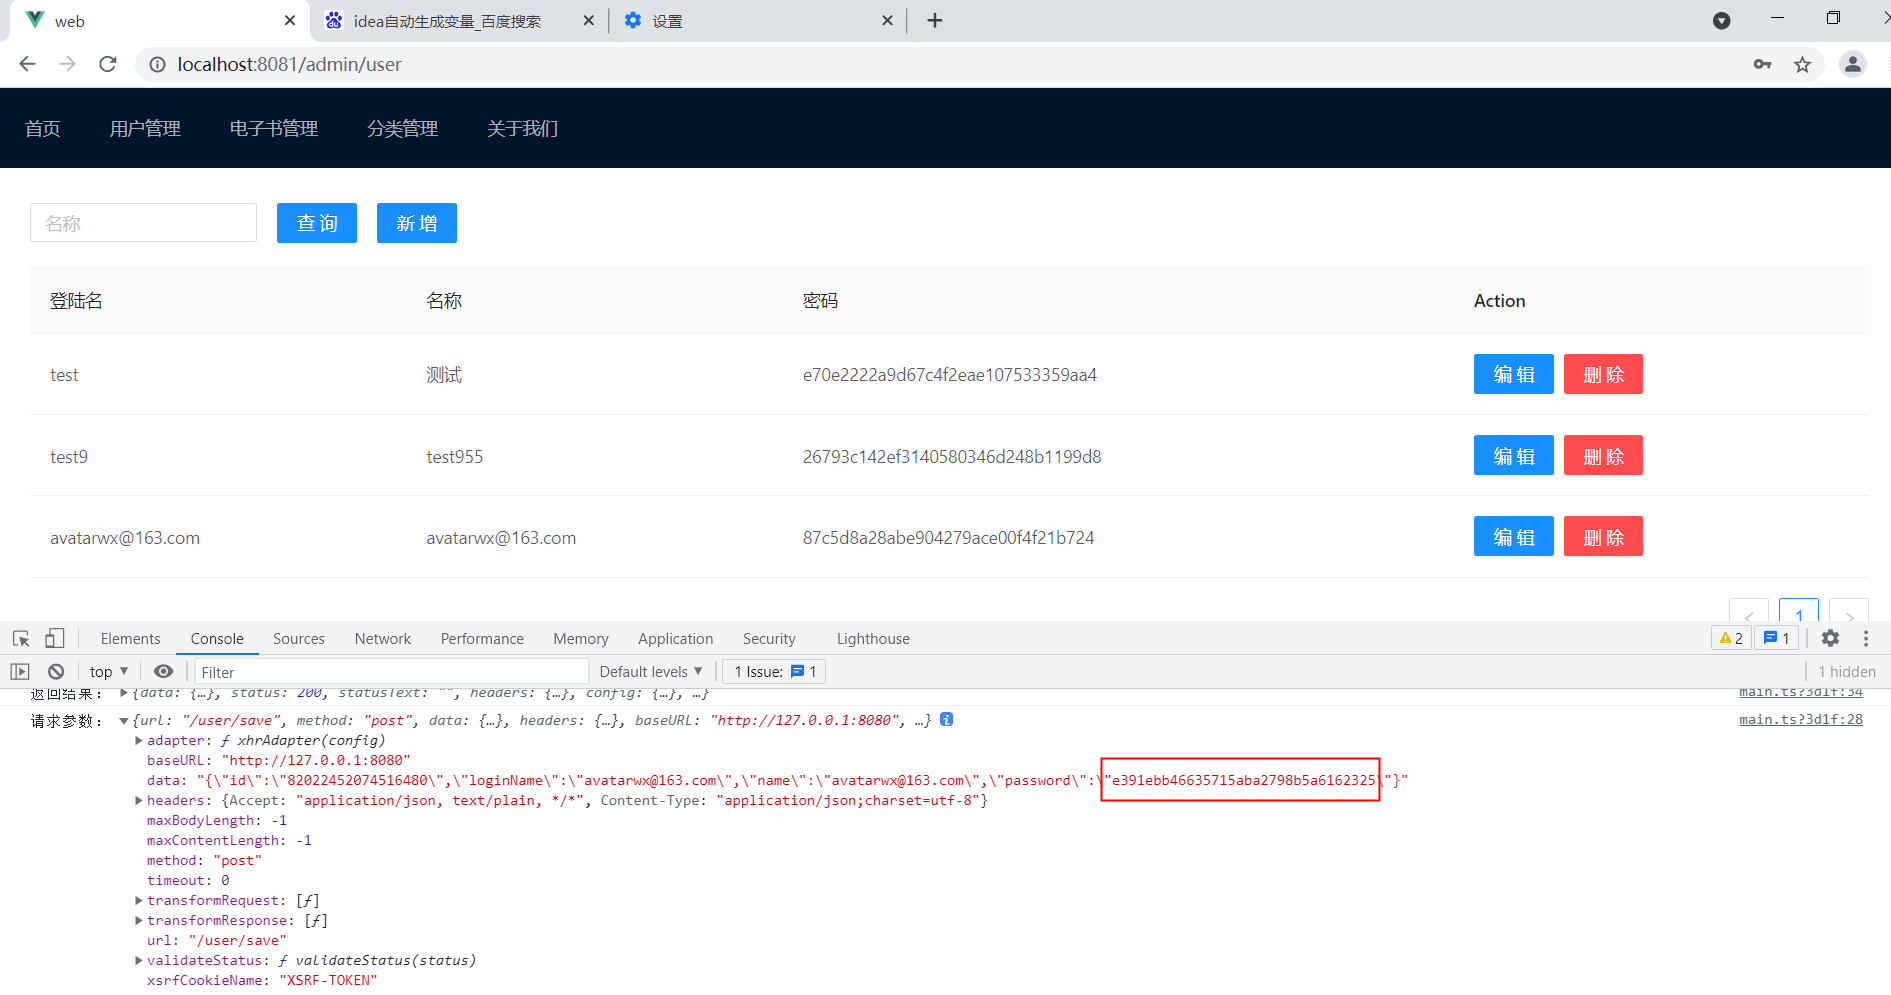 web
idea自动生成变量_百度搜索
设置
localhost:8081/admin/user
首页 用户管理 电子书管理 分类管理 关于我们
名称 查 询 新 增
登陆名 名称 密码 Action
test 测试 e70e2222a9d67c4f2eae107533359aa4 编 辑 删 除
test9 test955 26793c142ef3140580346d248b1199d8 编 辑 删 除
avatarwx@163.com avatarwx@163.com 87c5d8a28abe904279ace00f4f21b724 编 辑 删 除
< 1 >
Elements Console Sources Network Performance Memory Application Security Lighthouse 2 1
top ▼ Filter Default levels ▼ 1 Issue: 1 1 hidden
返回结果： ▶{data: {…}, status: 200, statusText: "", headers: {…}, config: {…}, …} main.ts?3d1f:34
请求参数： ▼{url: "/user/save", method: "post", data: {…}, headers: {…}, baseURL: "http://127.0.0.1:8080", …} i main.ts?3d1f:28
▶adapter: ƒ xhrAdapter(config)
baseURL: "http://127.0.0.1:8080"
data: "{\"id\":\"82022452074516480\",\"loginName\":\"avatarwx@163.com\",\"name\":\"avatarwx@163.com\",\"password\":\"e391ebb46635715aba2798b5a6162325\"}"
▶headers: {Accept: "application/json, text/plain, */*", Content-Type: "application/json;charset=utf-8"}
maxBodyLength: -1
maxContentLength: -1
method: "post"
timeout: 0
▶transformRequest: [ƒ]
▶transformResponse: [ƒ]
url: "/user/save"
▶validateStatus: ƒ validateStatus(status)
xsrfCookieName: "XSRF-TOKEN"